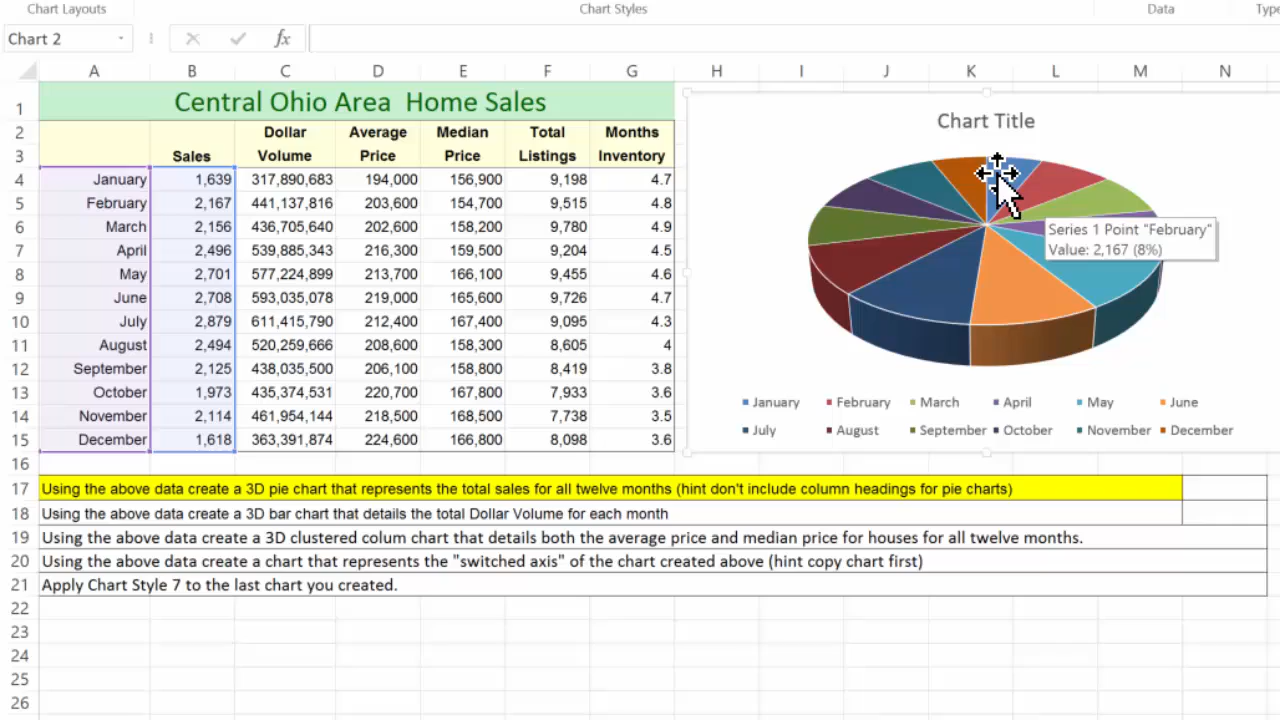 Chart Layouts Chart Styles Data Type
Chart 2 fx
A B C D E F G H I J K L M N
1 Central Ohio Area  Home Sales
2 Dollar Average Median Total Months
3 Sales Volume Price Price Listings Inventory
4 January 1,639 317,890,683 194,000 156,900 9,198 4.7
5 February 2,167 441,137,816 203,600 154,700 9,515 4.8
6 March 2,156 436,705,640 202,600 158,200 9,780 4.9
7 April 2,496 539,885,343 216,300 159,500 9,204 4.5
8 May 2,701 577,224,899 213,700 166,100 9,455 4.6
9 June 2,708 593,035,078 219,000 165,600 9,726 4.7
10 July 2,879 611,415,790 212,400 167,400 9,095 4.3
11 August 2,494 520,259,666 208,600 158,300 8,605 4
12 September 2,125 438,035,500 206,100 158,800 8,419 3.8
13 October 1,973 435,374,531 220,700 167,800 7,933 3.6
14 November 2,114 461,954,144 218,500 168,500 7,738 3.5
15 December 1,618 363,391,874 224,600 166,800 8,098 3.6
Chart Title
Series 1 Point "February"
Value: 2,167 (8%)
January February March April May June
July August September October November December
16
17 Using the above data create a 3D pie chart that represents the total sales for all twelve months (hint don't include column headings for pie charts)
18 Using the above data create a 3D bar chart that details the total Dollar Volume for each month
19 Using the above data create a 3D clustered colum chart that details both the average price and median price for houses for all twelve months.
20 Using the above data create a chart that represents the "switched axis" of the chart created above (hint copy chart first)
21 Apply Chart Style 7 to the last chart you created.
22
23
24
25
26